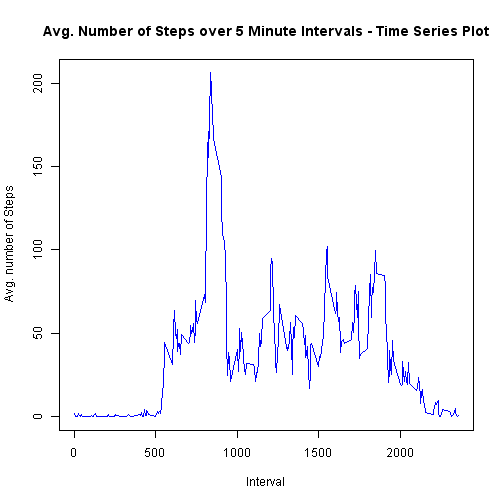 Avg. Number of Steps over 5 Minute Intervals - Time Series Plot
Avg. number of Steps
200
150
100
50
0
0 500 1000 1500 2000
Interval